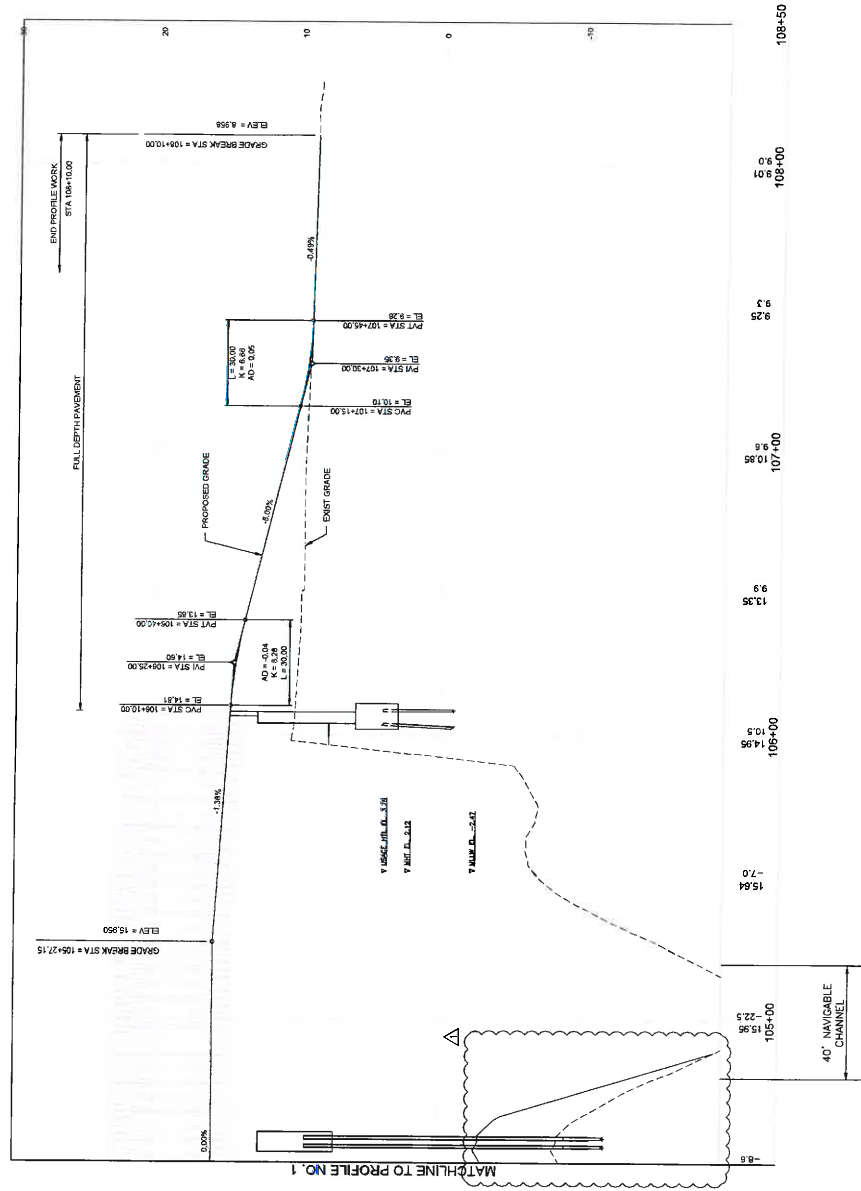 30
20
10
0
-10
108+50
END PROFILE WORK
STA 108+10.00
FULL DEPTH PAVEMENT
GRADE BREAK STA = 108+10.00
ELEV = 8.958
-0.49%
L = 30.00
K = 6.66
AD = 0.05
PVT STA = 107+45.00
EL = 9.28
PVI STA = 107+30.00
EL = 9.35
PVC STA = 107+15.00
EL = 10.10
PROPOSED GRADE
-5.00%
EXIST GRADE
PVT STA = 106+40.00
EL = 13.85
PVI STA = 106+25.00
EL = 14.60
PVC STA = 106+10.00
EL = 14.81
AD = -0.04
K = 8.28
L = 30.00
-1.38%
GRADE BREAK STA = 105+27.15
ELEV = 15.950
0.00%
MHT EL 2.12
MLLW EL -2.47
1
MATCHLINE TO PROFILE NO. 1
40' NAVIGABLE
CHANNEL
9.0
9.01
108+00
9.3
9.25
9.6
10.85
107+00
9.9
13.35
10.5
14.95
106+00
-7.0
15.64
-22.5
15.95
105+00
-8.6